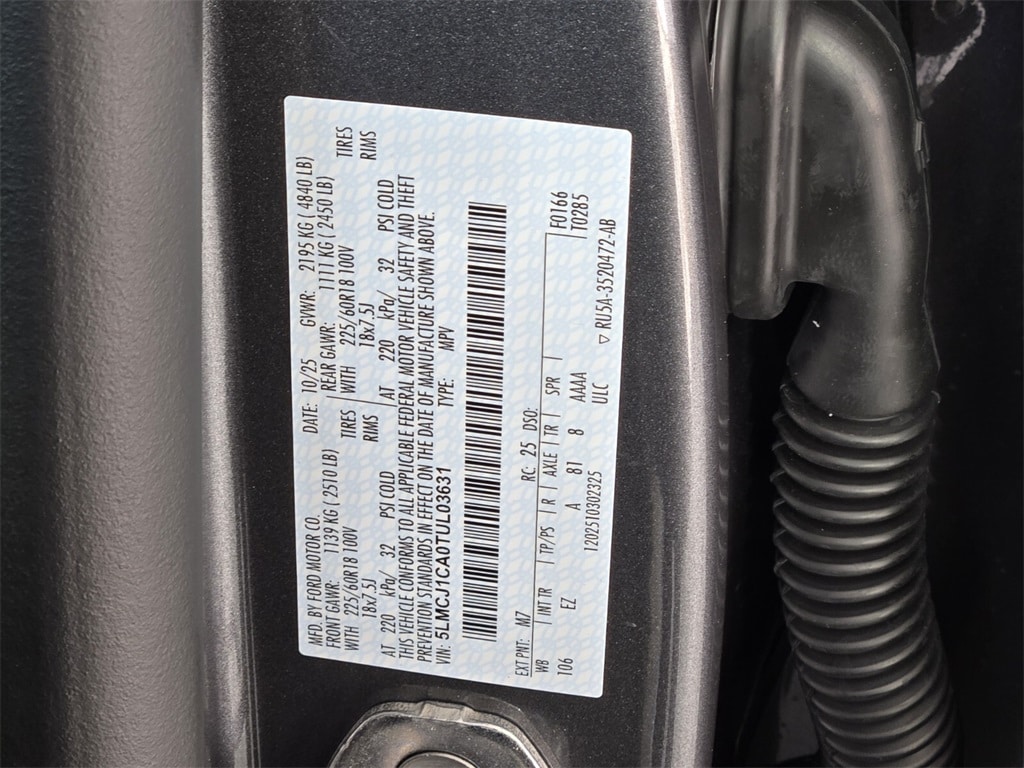 MFD. BY FORD MOTOR CO. DATE: 10/25 GVWR: 2195 KG ( 4840 LB)
FRONT GAWR: 1139 KG ( 2510 LB) REAR GAWR: 1111 KG ( 2450 LB)
WITH 225/60R18 100V TIRES WITH 225/60R18 100V TIRES
18x7.5J RIMS 18x7.5J RIMS
AT 220 kPa/ 32 PSI COLD AT 220 kPa/ 32 PSI COLD
THIS VEHICLE CONFORMS TO ALL APPLICABLE FEDERAL MOTOR VEHICLE SAFETY AND THEFT
PREVENTION STANDARDS IN EFFECT ON THE DATE OF MANUFACTURE SHOWN ABOVE.
VIN: 5LMCJ1CA0TUL03631 TYPE: MPV
EXT PNT: M7 RC: 25 DSO: F0166
WB INT TR TP/PS R AXLE TR SPR T0285
106 EZ A 8T 8 AAAA
1202510302325 ULC ▽ RU5A-3520472-AB